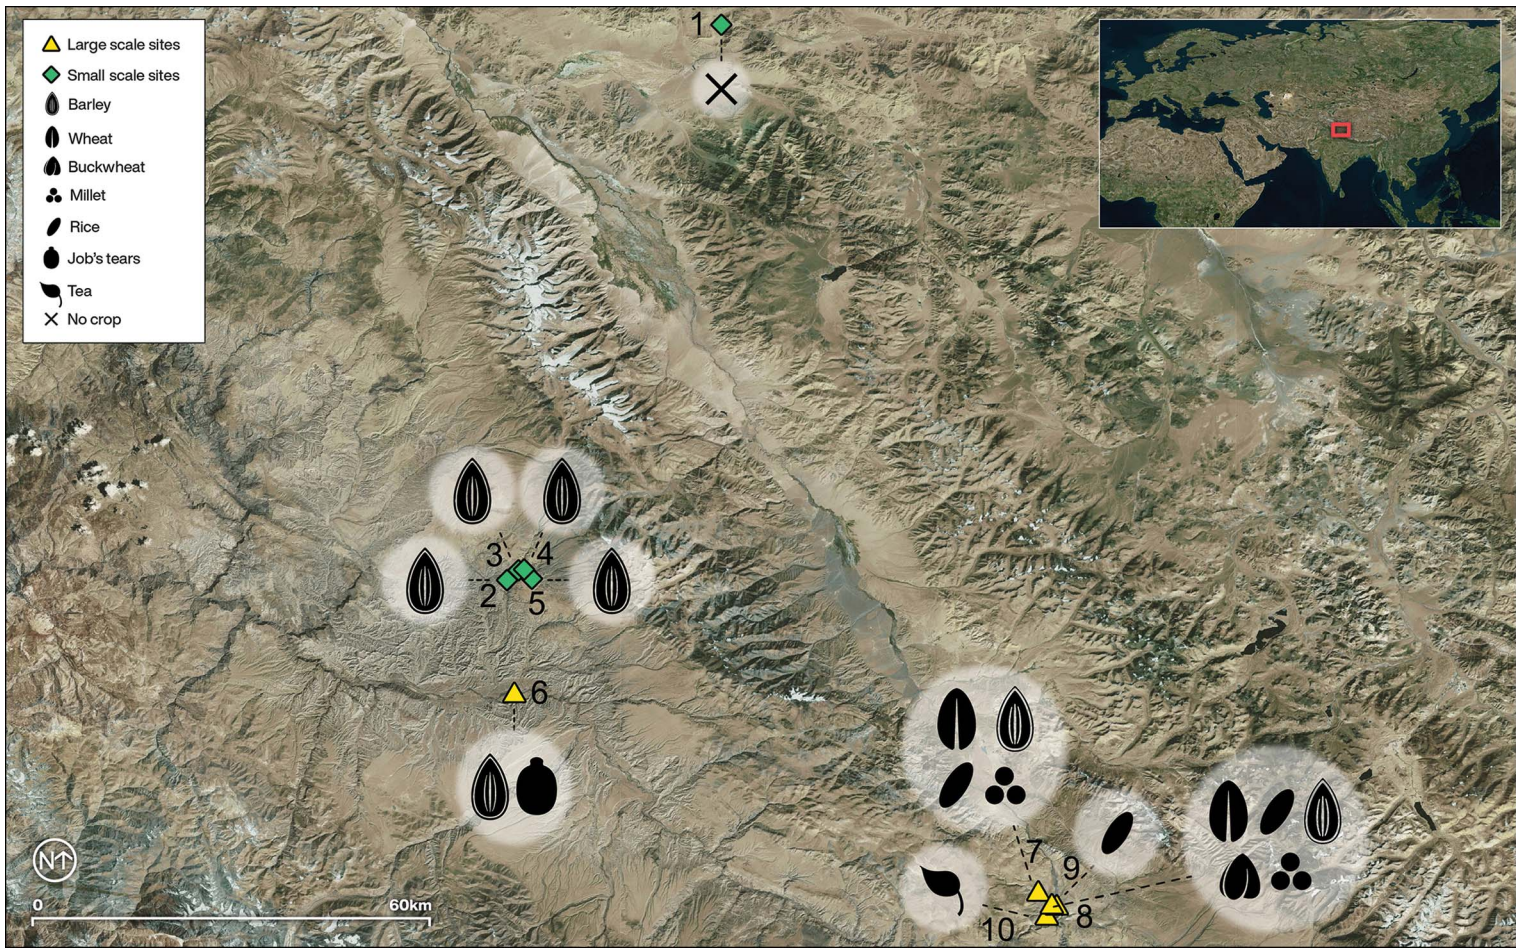 1
Large scale sites
Small scale sites
Barley
Wheat
Buckwheat
Millet
Rice
Job's tears
Tea
No crop
3
4
2
5
6
7
9
8
10
N
0
60km